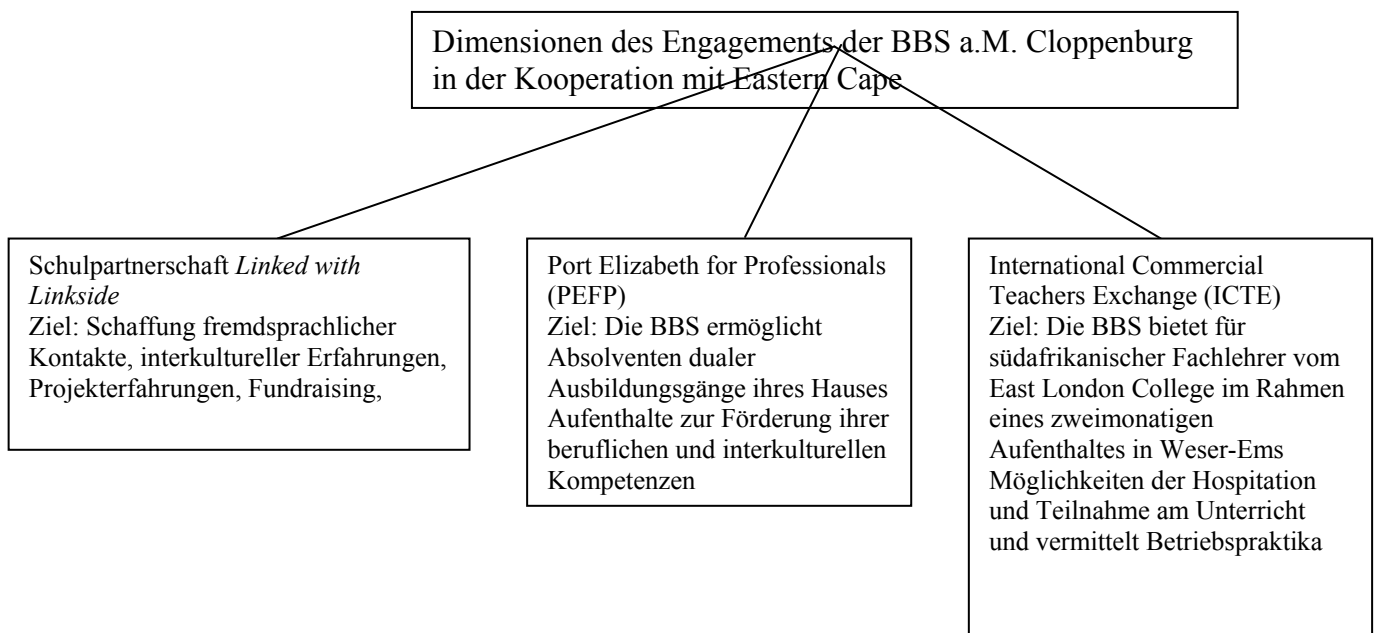 Dimensionen des Engagements der BBS a.M. Cloppenburg
in der Kooperation mit Eastern Cape
Schulpartnerschaft Linked with
Linkside
Ziel: Schaffung fremdsprachlicher
Kontakte, interkultureller Erfahrungen,
Projekterfahrungen, Fundraising,
Port Elizabeth for Professionals
(PEFP)
Ziel: Die BBS ermöglicht
Absolventen dualer
Ausbildungsgänge ihres Hauses
Aufenthalte zur Förderung ihrer
beruflichen und interkulturellen
Kompetenzen
International Commercial
Teachers Exchange (ICTE)
Ziel: Die BBS bietet für
südafrikanischer Fachlehrer vom
East London College im Rahmen
eines zweimonatigen
Aufenthaltes in Weser-Ems
Möglichkeiten der Hospitation
und Teilnahme am Unterricht
und vermittelt Betriebspraktika